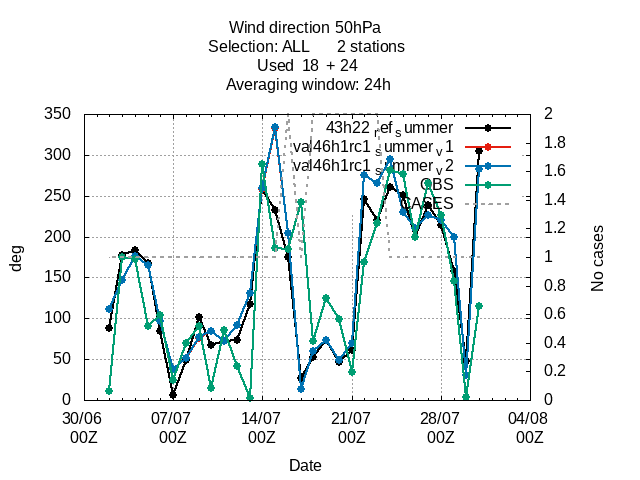 Wind direction 50hPa
Selection: ALL 2 stations
Used 18 + 24
Averaging window: 24h
350
300
250
200
150
100
50
0
deg
2
1.8
1.6
1.4
1.2
1
0.8
0.6
0.4
0.2
0
No cases
43h22_ref_summer
val46h1rc1_summer_v1
val46h1rc1_summer_v2
OBS
CASES
30/06 07/07 14/07 21/07 28/07 04/08
00Z 00Z 00Z 00Z 00Z 00Z
Date